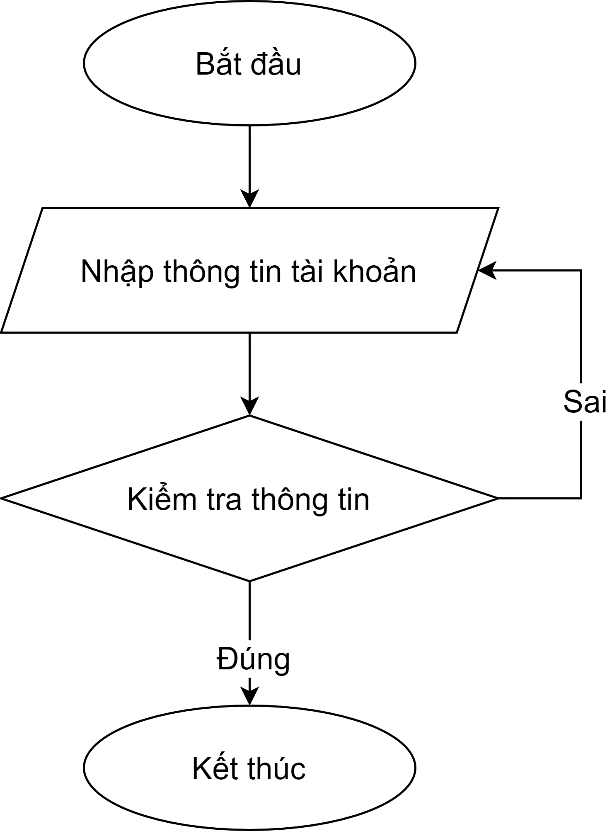 Bắt đầu
Nhập thông tin tài khoản
Sai
Kiểm tra thông tin
Đúng
Kết thúc